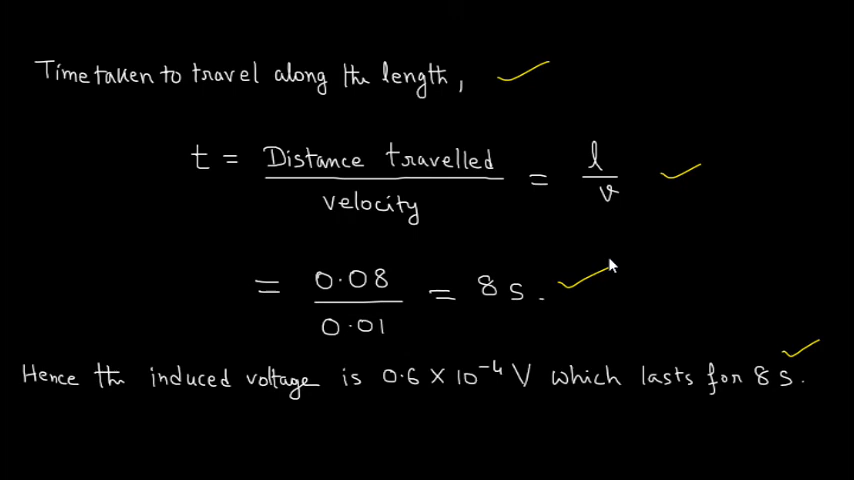 Time taken to travel along the length,
t = Distance travelled / velocity = l / v
= 0.08 / 0.01 = 8 s.
Hence the induced voltage is 0.6 × 10⁻⁴ V which lasts for 8 s.